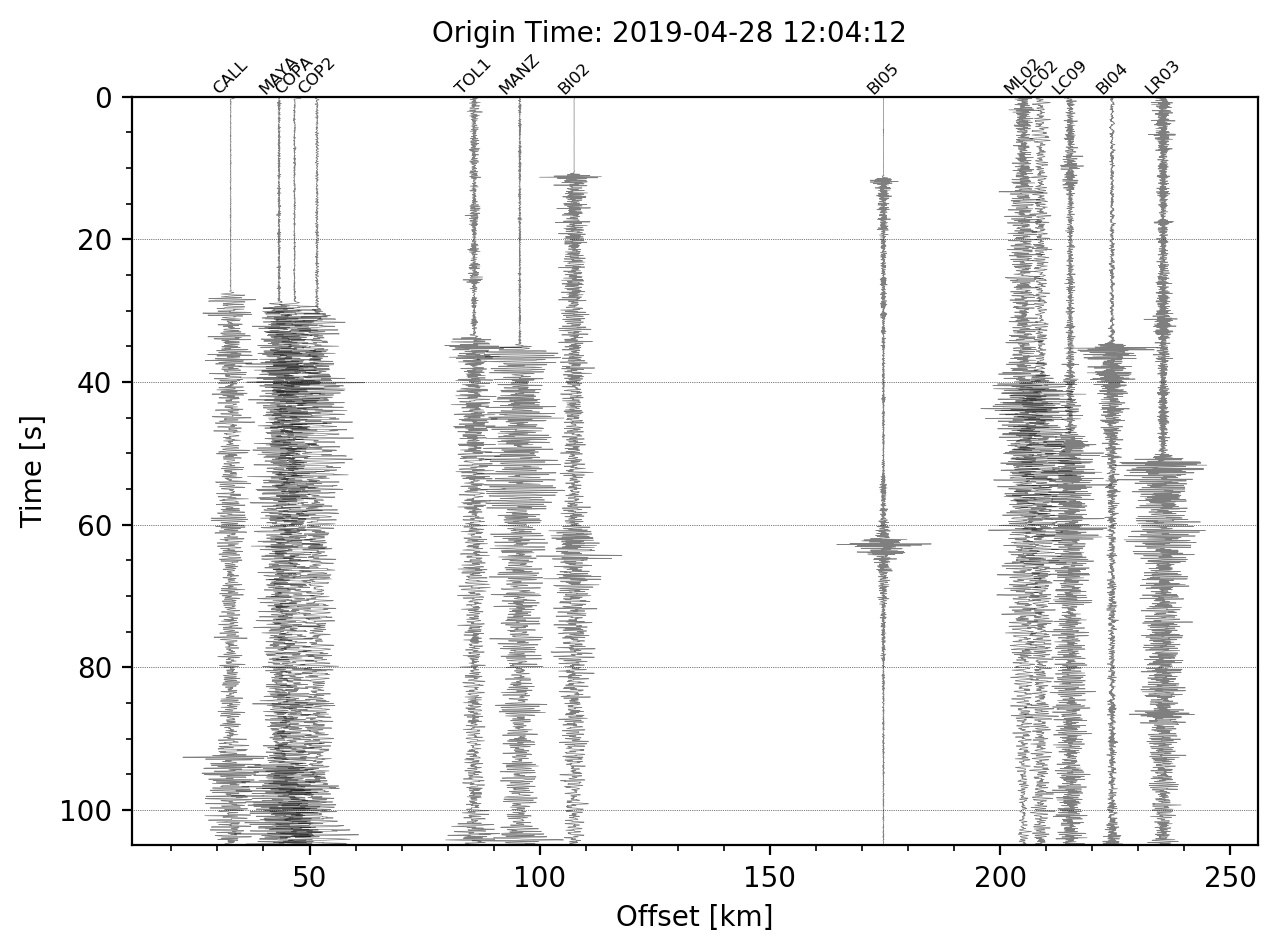 Origin Time: 2019-04-28 12:04:12
CALL MAYA COPA COP2 TOL1 MANZ BI02 BI05 ML02 LC02 LC09 BI04 LR03
0
20
40
60
80
100
Time [s]
50 100 150 200 250
Offset [km]